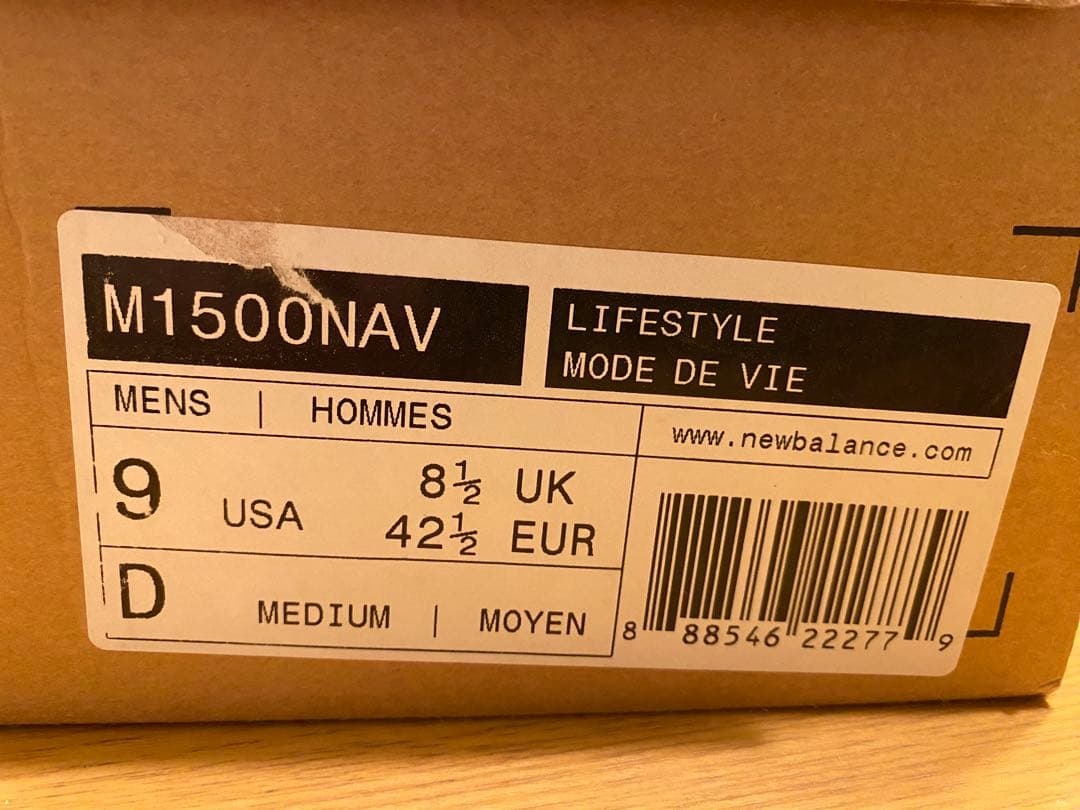 M1500NAV
LIFESTYLE
MODE DE VIE
MENS | HOMMES
www.newbalance.com
9 USA
8½ UK
42½ EUR
D MEDIUM | MOYEN
8 88546 22277 9